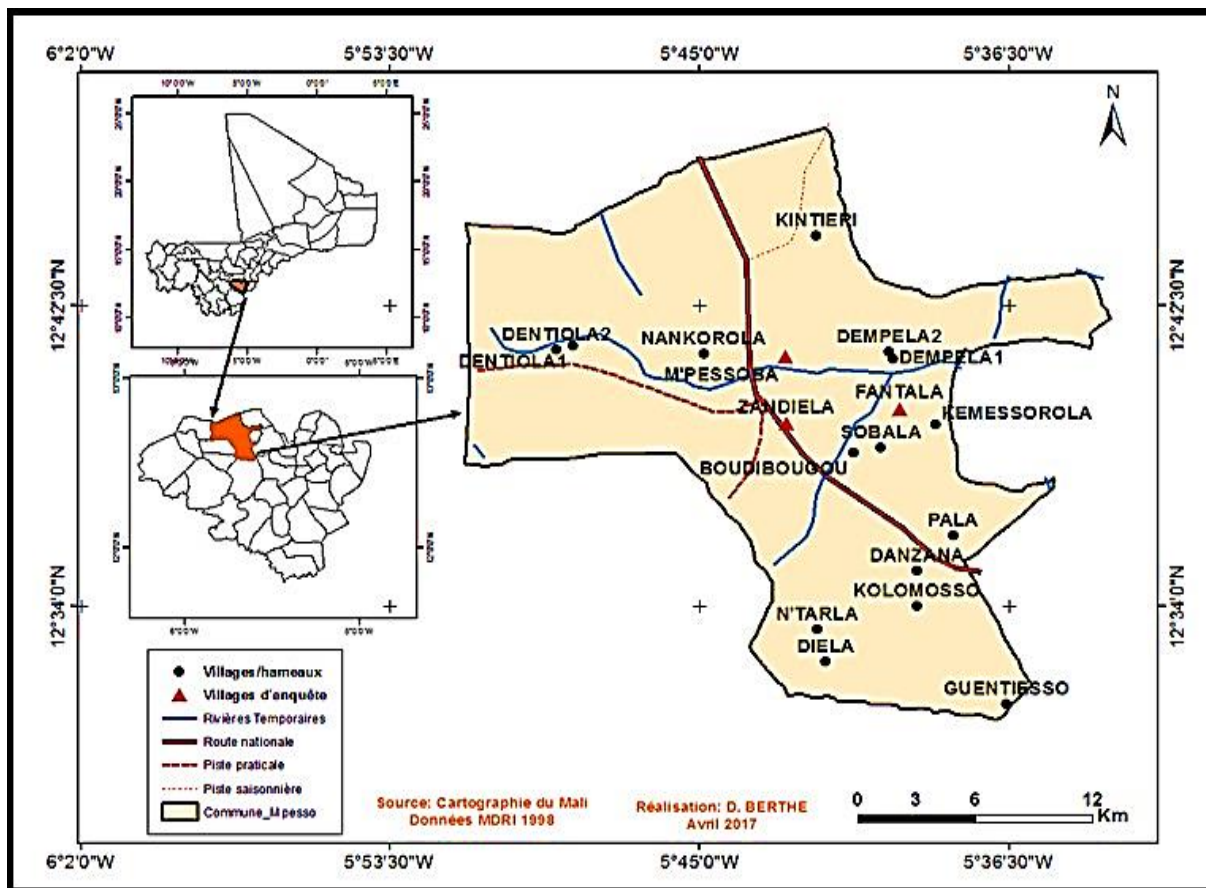 6°2'0"W
5°53'30"W
5°45'0"W
5°36'30"W
N
KINTIERI
12°42'30"N
12°42'30"N
DENTIOLA2
NANKOROLA
DEMPELA2
DENTIOLA1
DEMPELA1
M'PESSOBA
ZANDIELA
FANTALA
KEMESSOROLA
SOBALA
BOUDIBOUGOU
PALA
DANZANA
KOLOMOSSO
12°34'0"N
12°34'0"N
N'TARLA
DIELA
GUENTIESSO
Villages/hameaux
Villages d'enquête
Rivières Temporaires
Route nationale
Piste praticale
Piste saisonnière
Commune_Mpesso
Source: Cartographie du Mali
Données MDRI 1998
Réalisation: D. BERTHE
Avril 2017
0 3 6 12
Km
6°2'0"W
5°53'30"W
5°45'0"W
5°36'30"W